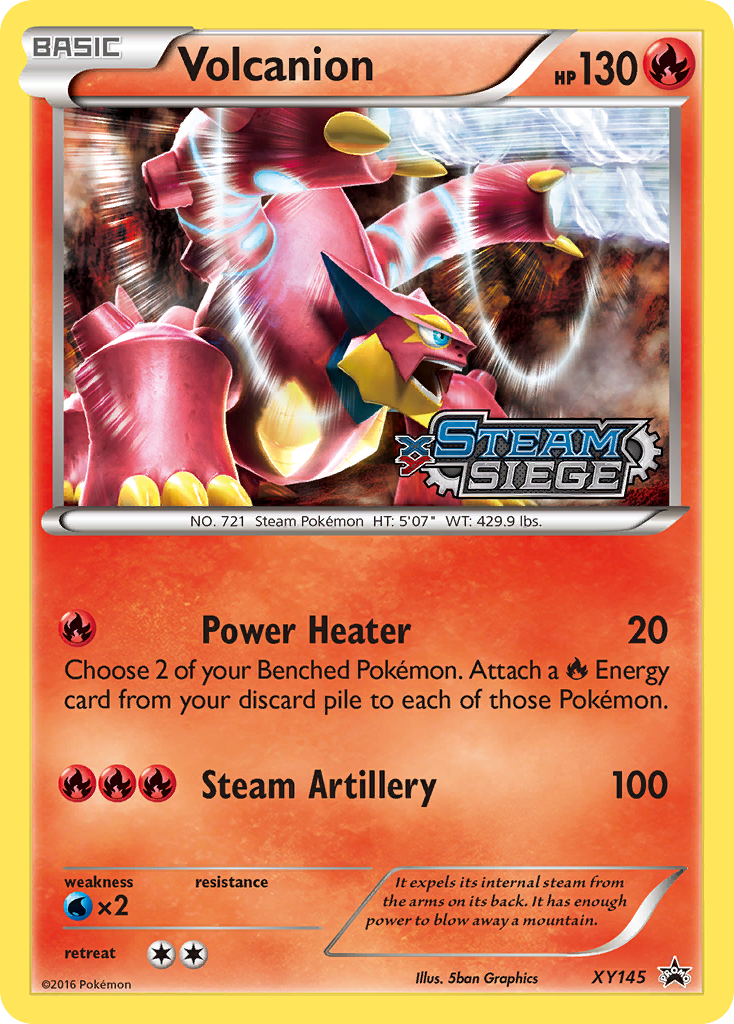 BASIC
Volcanion
HP 130
XY
STEAM
SIEGE
NO. 721 Steam Pokémon HT: 5'07" WT: 429.9 lbs.
Power Heater 20
Choose 2 of your Benched Pokémon. Attach a Energy
card from your discard pile to each of those Pokémon.
Steam Artillery 100
weakness resistance
×2
It expels its internal steam from
the arms on its back. It has enough
power to blow away a mountain.
retreat
©2016 Pokémon
Illus. 5ban Graphics
XY145
PROMO